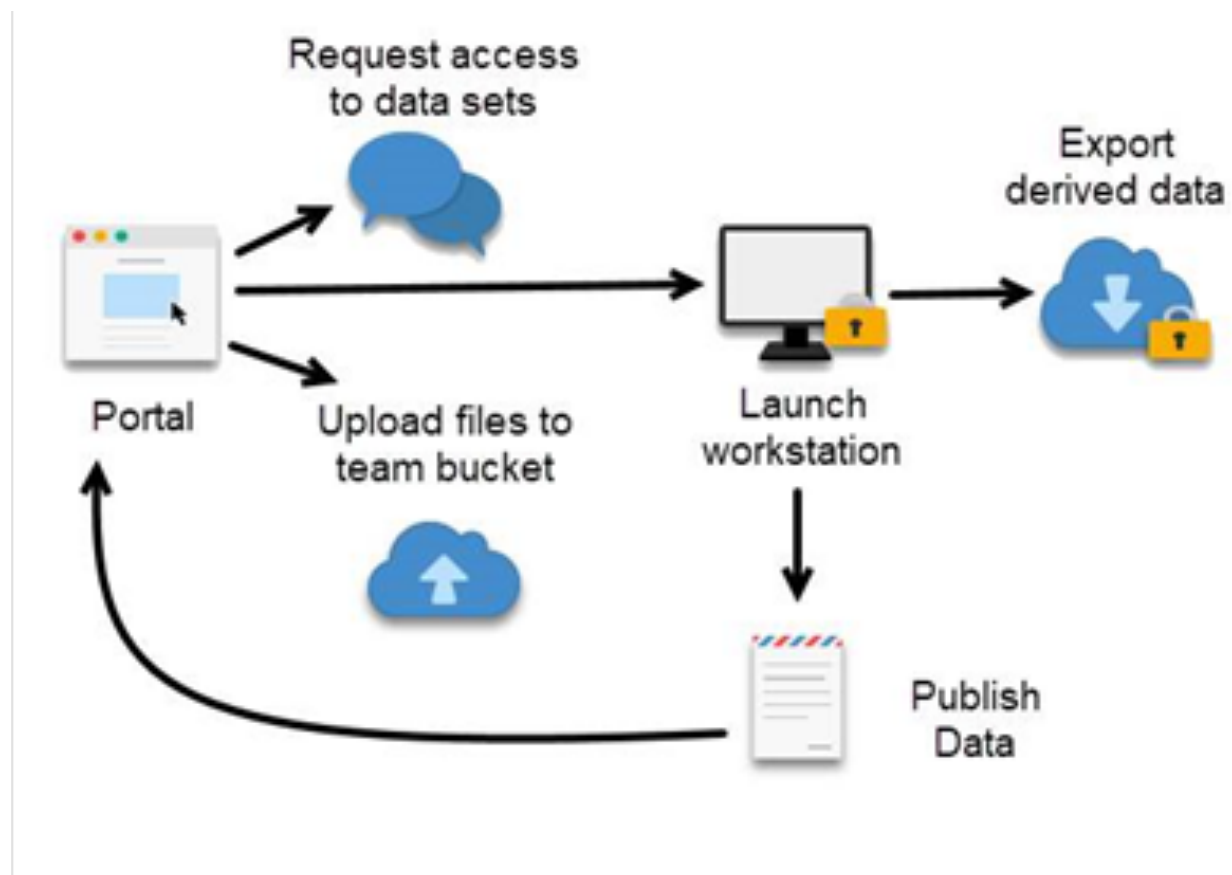 Request access
to data sets
Export
derived data
Portal
Upload files to
team bucket
Launch
workstation
Publish
Data